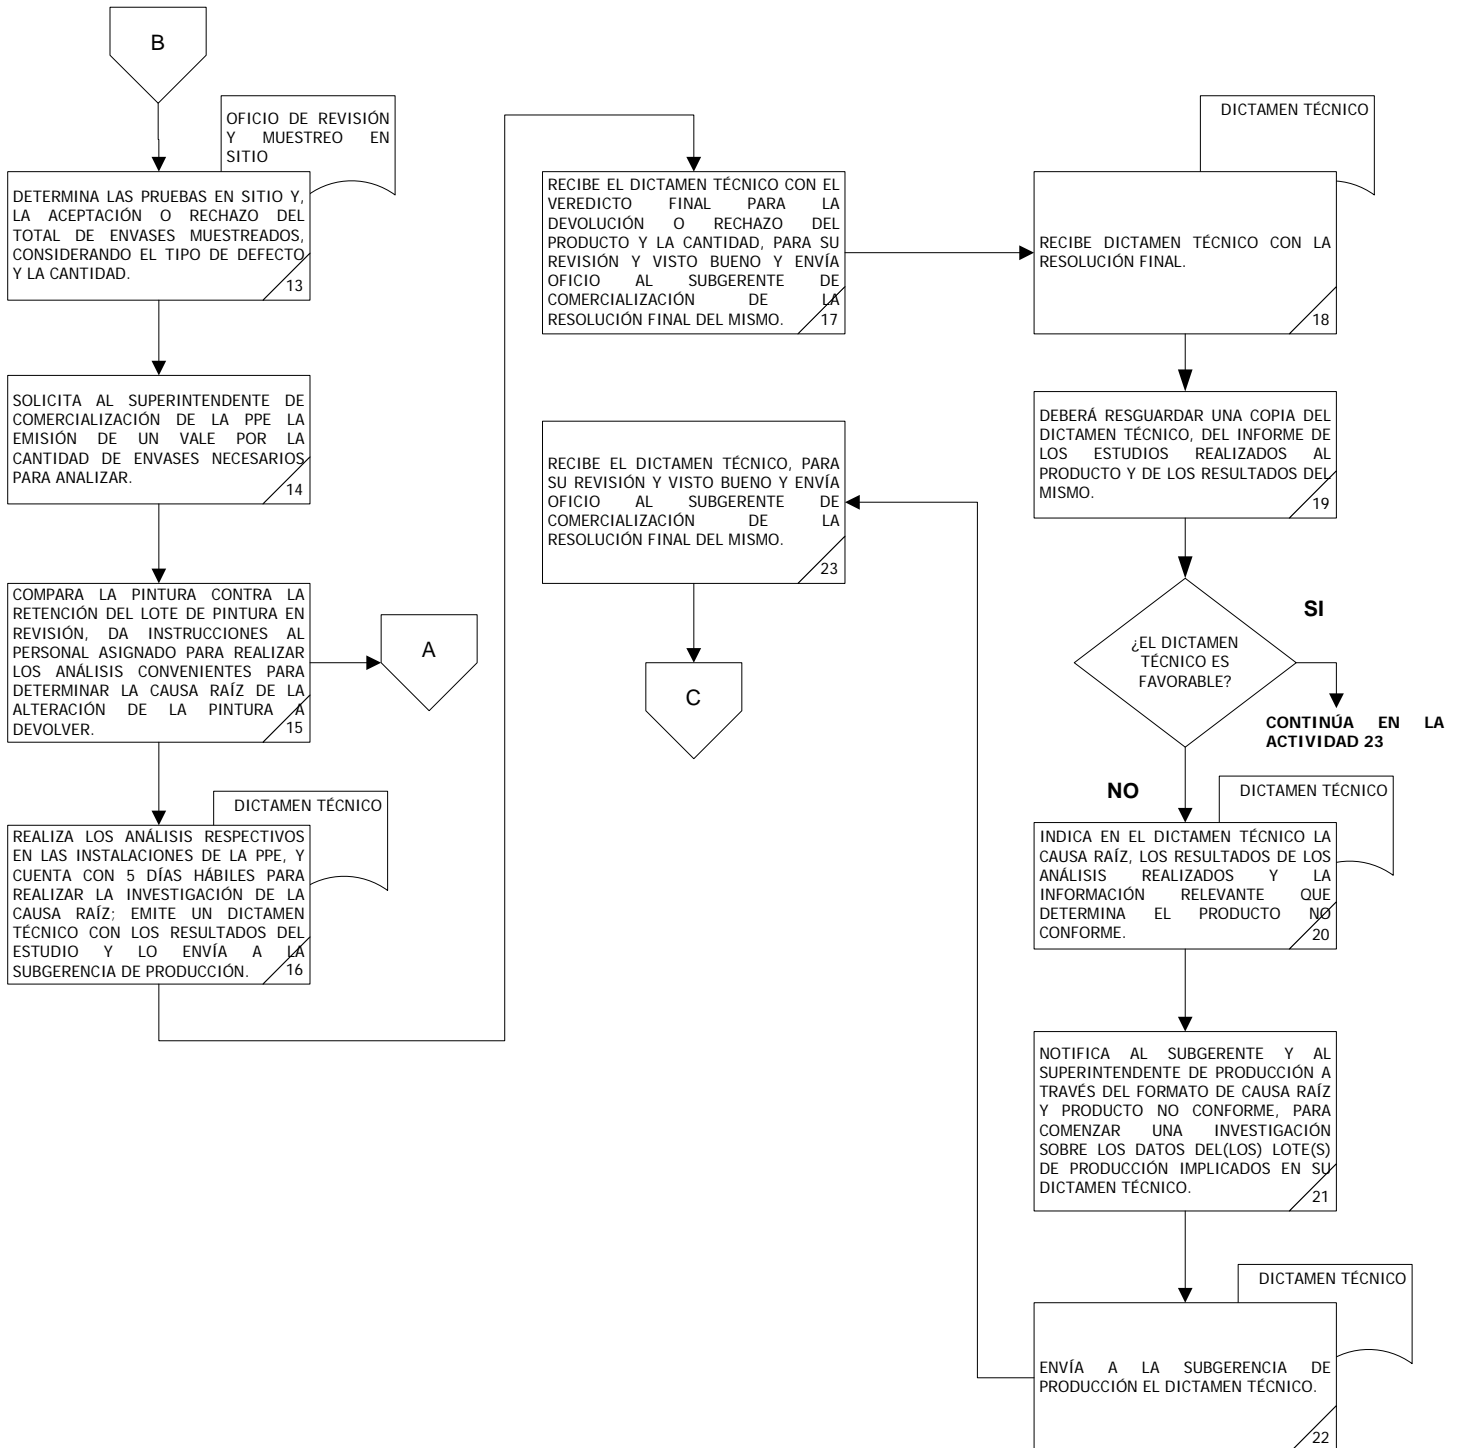 B
OFICIO DE REVISIÓN
Y MUESTREO EN
SITIO
DETERMINA LAS PRUEBAS EN SITIO Y,
LA ACEPTACIÓN O RECHAZO DEL
TOTAL DE ENVASES MUESTREADOS,
CONSIDERANDO EL TIPO DE DEFECTO
Y LA CANTIDAD.
13
SOLICITA AL SUPERINTENDENTE DE
COMERCIALIZACIÓN DE LA PPE LA
EMISIÓN DE UN VALE POR LA
CANTIDAD DE ENVASES NECESARIOS
PARA ANALIZAR.
14
COMPARA LA PINTURA CONTRA LA
RETENCIÓN DEL LOTE DE PINTURA EN
REVISIÓN, DA INSTRUCCIONES AL
PERSONAL ASIGNADO PARA REALIZAR
LOS ANÁLISIS CONVENIENTES PARA
DETERMINAR LA CAUSA RAÍZ DE LA
ALTERACIÓN DE LA PINTURA A
DEVOLVER.
15
A
DICTAMEN TÉCNICO
REALIZA LOS ANÁLISIS RESPECTIVOS
EN LAS INSTALACIONES DE LA PPE, Y
CUENTA CON 5 DÍAS HÁBILES PARA
REALIZAR LA INVESTIGACIÓN DE LA
CAUSA RAÍZ; EMITE UN DICTAMEN
TÉCNICO CON LOS RESULTADOS DEL
ESTUDIO Y LO ENVÍA A LA
SUBGERENCIA DE PRODUCCIÓN.
16
RECIBE EL DICTAMEN TÉCNICO CON EL
VEREDICTO FINAL PARA LA
DEVOLUCIÓN O RECHAZO DEL
PRODUCTO Y LA CANTIDAD, PARA SU
REVISIÓN Y VISTO BUENO Y ENVÍA
OFICIO AL SUBGERENTE DE
COMERCIALIZACIÓN DE LA
RESOLUCIÓN FINAL DEL MISMO.
17
RECIBE EL DICTAMEN TÉCNICO, PARA
SU REVISIÓN Y VISTO BUENO Y ENVÍA
OFICIO AL SUBGERENTE DE
COMERCIALIZACIÓN DE LA
RESOLUCIÓN FINAL DEL MISMO.
23
C
DICTAMEN TÉCNICO
RECIBE DICTAMEN TÉCNICO CON LA
RESOLUCIÓN FINAL.
18
DEBERÁ RESGUARDAR UNA COPIA DEL
DICTAMEN TÉCNICO, DEL INFORME DE
LOS ESTUDIOS REALIZADOS AL
PRODUCTO Y DE LOS RESULTADOS DEL
MISMO.
19
¿EL DICTAMEN
TÉCNICO ES
FAVORABLE?
SI
CONTINÚA EN LA
ACTIVIDAD 23
NO
DICTAMEN TÉCNICO
INDICA EN EL DICTAMEN TÉCNICO LA
CAUSA RAÍZ, LOS RESULTADOS DE LOS
ANÁLISIS REALIZADOS Y LA
INFORMACIÓN RELEVANTE QUE
DETERMINA EL PRODUCTO NO
CONFORME.
20
NOTIFICA AL SUBGERENTE Y AL
SUPERINTENDENTE DE PRODUCCIÓN A
TRAVÉS DEL FORMATO DE CAUSA RAÍZ
Y PRODUCTO NO CONFORME, PARA
COMENZAR UNA INVESTIGACIÓN
SOBRE LOS DATOS DEL(LOS) LOTE(S)
DE PRODUCCIÓN IMPLICADOS EN SU
DICTAMEN TÉCNICO.
21
DICTAMEN TÉCNICO
ENVÍA A LA SUBGERENCIA DE
PRODUCCIÓN EL DICTAMEN TÉCNICO.
22